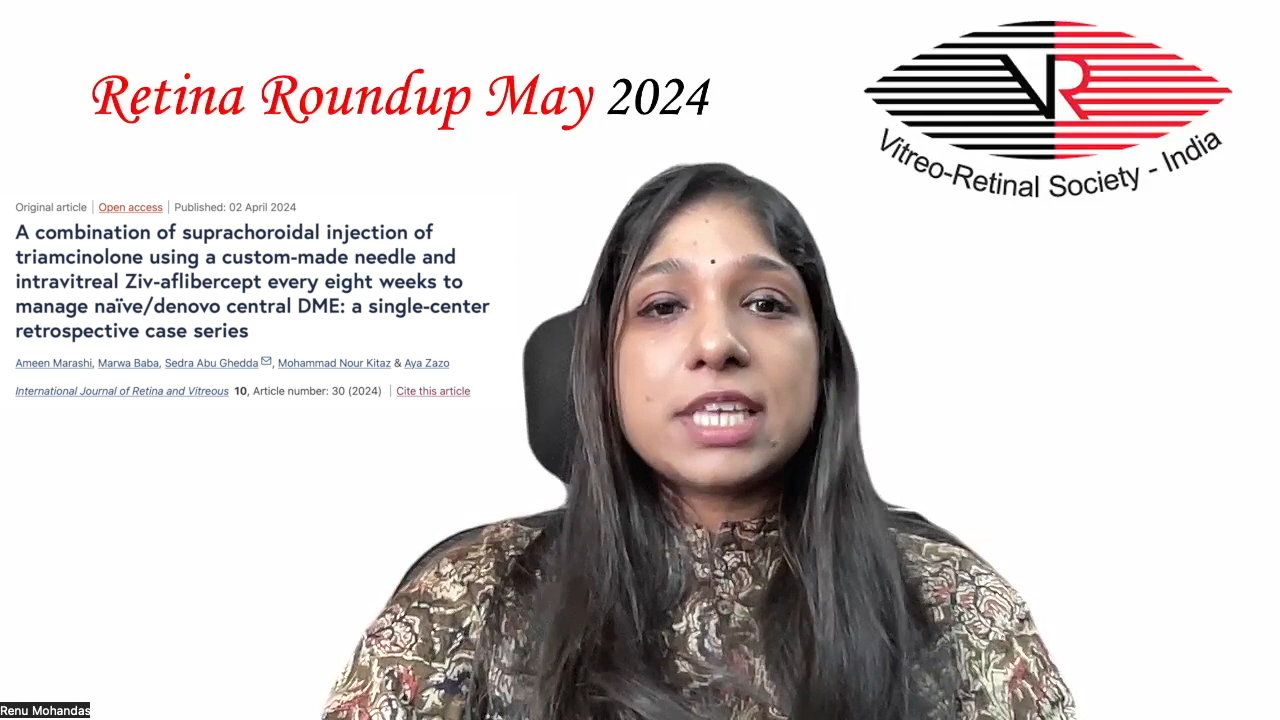 Retina Roundup May 2024
VR
Vitreo-Retinal Society - India
Original article | Open access | Published: 02 April 2024
A combination of suprachoroidal injection of
triamcinolone using a custom-made needle and
intravitreal Ziv-aflibercept every eight weeks to
manage naïve/denovo central DME: a single-center
retrospective case series
Ameen Marashi, Marwa Baba, Sedra Abu Ghedda, Mohammad Nour Kitaz & Aya Zazo
International Journal of Retina and Vitreous 10, Article number: 30 (2024) | Cite this article
Renu Mohandas